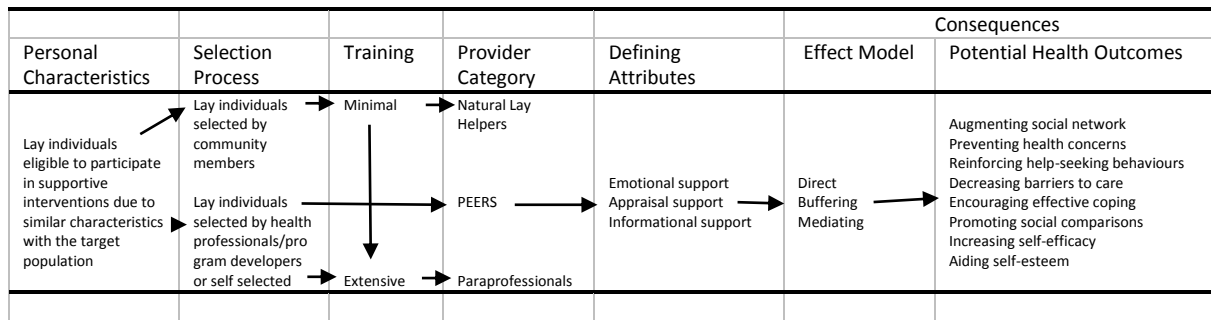 Consequences
Personal
Characteristics
Selection
Process
Training
Provider
Category
Defining
Attributes
Effect Model
Potential Health Outcomes
Lay individuals
eligible to participate
in supportive
interventions due to
similar characteristics
with the target
population
Lay individuals
selected by
community
members
Lay individuals
selected by health
professionals/pro
gram developers
or self selected
Minimal
Extensive
Natural Lay
Helpers
PEERS
Paraprofessionals
Emotional support
Appraisal support
Informational support
Direct
Buffering
Mediating
Augmenting social network
Preventing health concerns
Reinforcing help-seeking behaviours
Decreasing barriers to care
Encouraging effective coping
Promoting social comparisons
Increasing self-efficacy
Aiding self-esteem